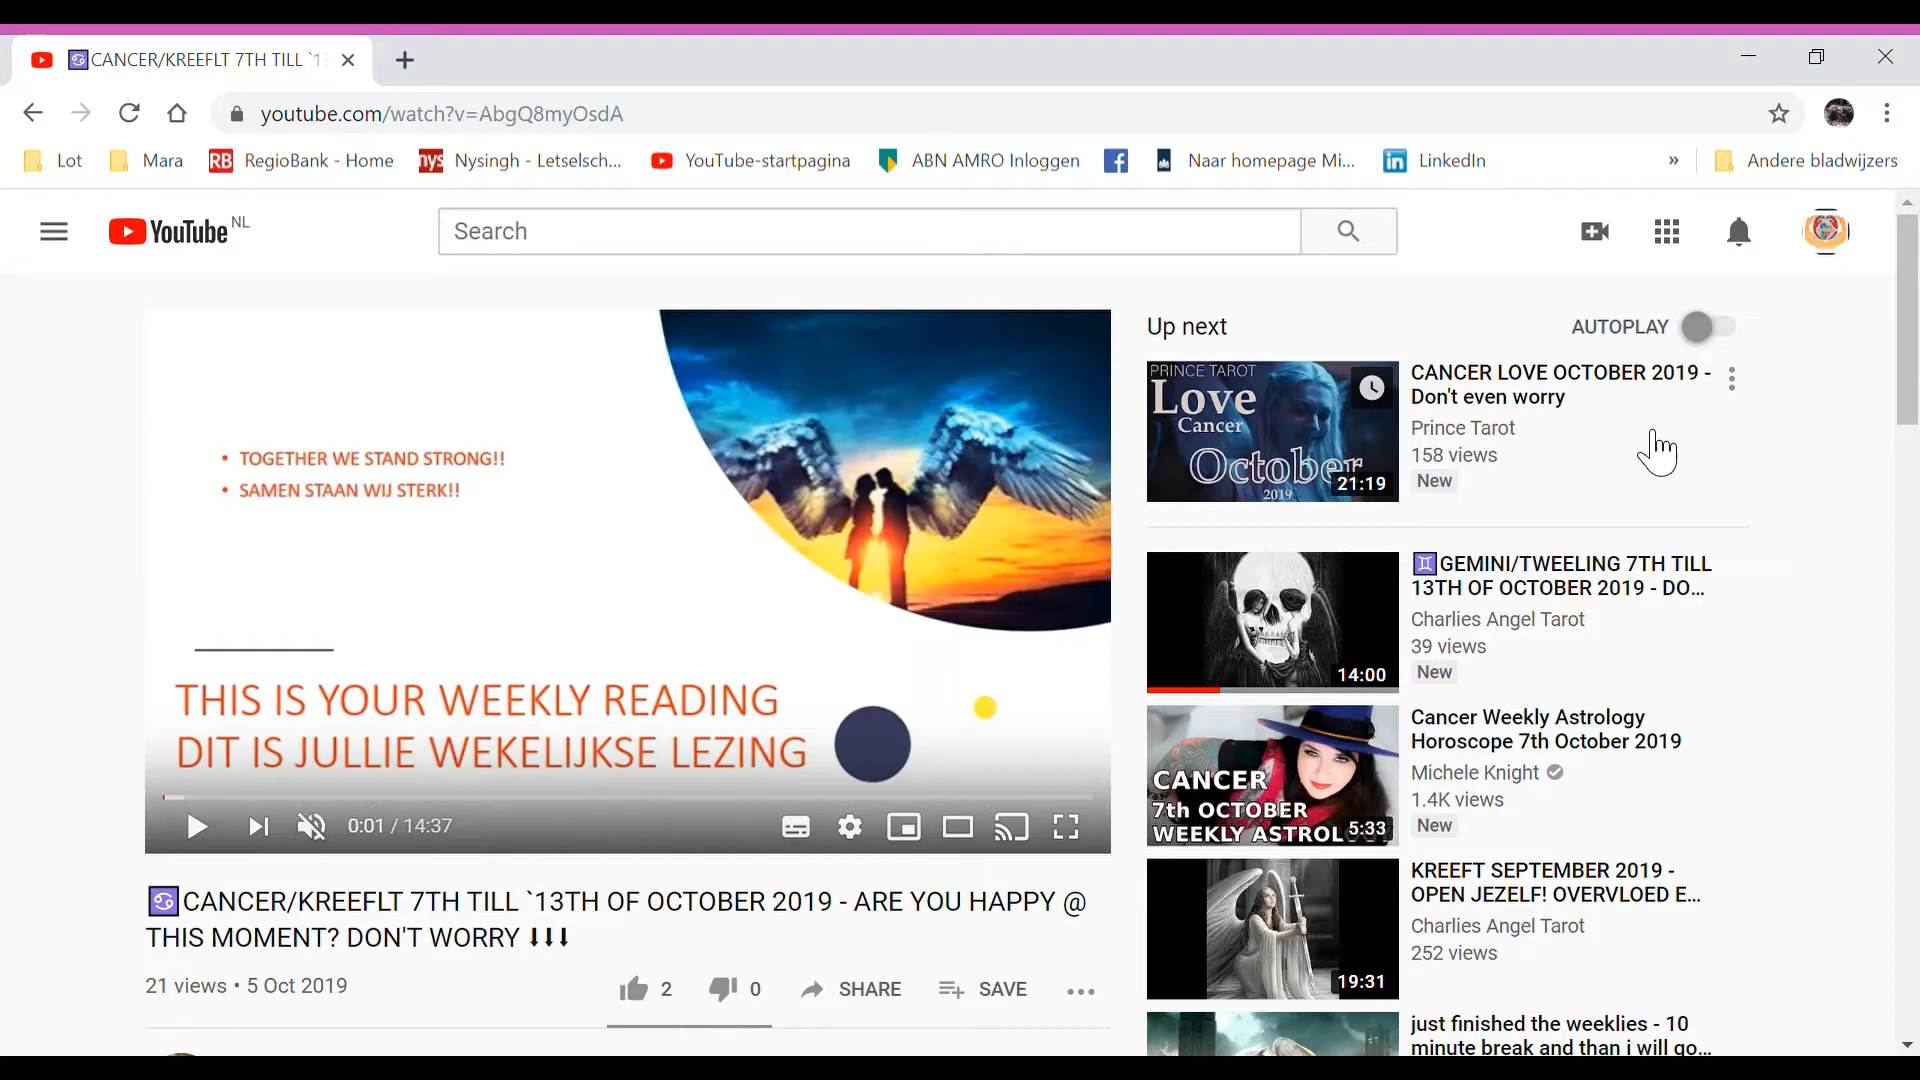 CANCER/KREEFLT 7TH TILL `13
youtube.com/watch?v=AbgQ8myOsdA
Lot
Mara
RB RegioBank - Home
nys Nysingh - Letselsch...
YouTube-startpagina
ABN AMRO Inloggen
Naar homepage Mi...
in LinkedIn
»
Andere bladwijzers
YouTube NL
Search
• TOGETHER WE STAND STRONG!!
• SAMEN STAAN WIJ STERK!!
THIS IS YOUR WEEKLY READING
DIT IS JULLIE WEKELIJKSE LEZING
0:01 / 14:37
♋CANCER/KREEFLT 7TH TILL `13TH OF OCTOBER 2019 - ARE YOU HAPPY @
THIS MOMENT? DON'T WORRY ⬇⬇⬇
21 views • 5 Oct 2019
2
0
SHARE
SAVE
Up next
AUTOPLAY
PRINCE TAROT
Love
Cancer
October
2019
21:19
CANCER LOVE OCTOBER 2019 -
Don't even worry
Prince Tarot
158 views
New
14:00
♊GEMINI/TWEELING 7TH TILL
13TH OF OCTOBER 2019 - DO...
Charlies Angel Tarot
39 views
New
CANCER
7th OCTOBER
WEEKLY ASTROL
5:33
Cancer Weekly Astrology
Horoscope 7th October 2019
Michele Knight
1.4K views
New
19:31
KREEFT SEPTEMBER 2019 -
OPEN JEZELF! OVERVLOED E...
Charlies Angel Tarot
252 views
just finished the weeklies - 10
minute break and than i will go...